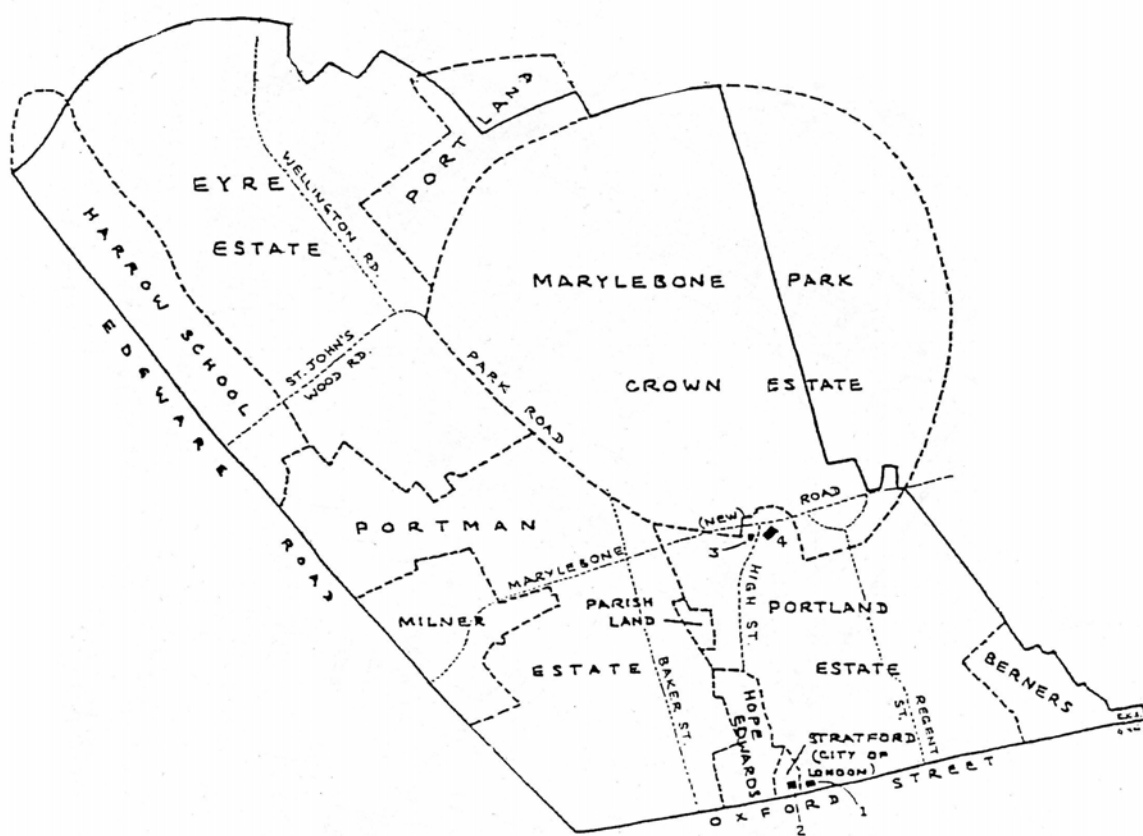 PORTLAND
EYRE
ESTATE
WELLINGTON RD.
HARROW SCHOOL
EDGWARE ROAD
MARYLEBONE PARK
CROWN ESTATE
ST. JOHN'S
WOOD RD.
PARK ROAD
PORTMAN
ESTATE
MARYLEBONE (NEW) ROAD
3
4
MILNER
PARISH
LAND
HIGH ST.
PORTLAND
ESTATE
BAKER ST.
HOPE
EDWARDS
REGENT
ST.
BERNERS
STRATFORD
(CITY OF
LONDON)
OXFORD STREET
1
2